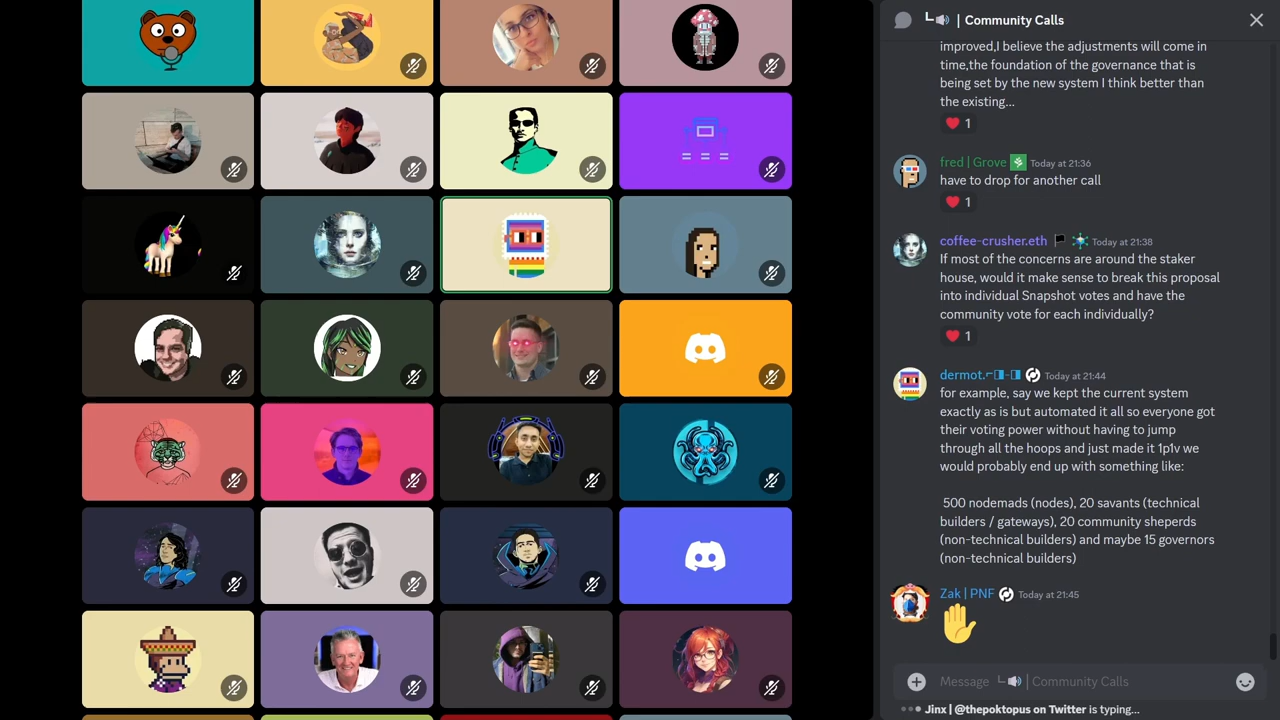 ┗🔊 | Community Calls
improved,I believe the adjustments will come in
time,the foundation of the governance that is
being set by the new system I think better than
the existing...
❤️ 1
fred | Grove Today at 21:36
have to drop for another call
❤️ 1
coffee-crusher.eth Today at 21:38
If most of the concerns are around the staker
house, would it make sense to break this proposal
into individual Snapshot votes and have the
community vote for each individually?
❤️ 1
dermot.⌐◨-◨ Today at 21:44
for example, say we kept the current system
exactly as is but automated it all so everyone got
their voting power without having to jump
through all the hoops and just made it 1p1v we
would probably end up with something like:
500 nodemads (nodes), 20 savants (technical
builders / gateways), 20 community sheperds
(non-technical builders) and maybe 15 governors
(non-technical builders)
Zak | PNF Today at 21:45
✋
Message ┗🔊 | Community Calls
Jinx | @thepoktopus on Twitter is typing...